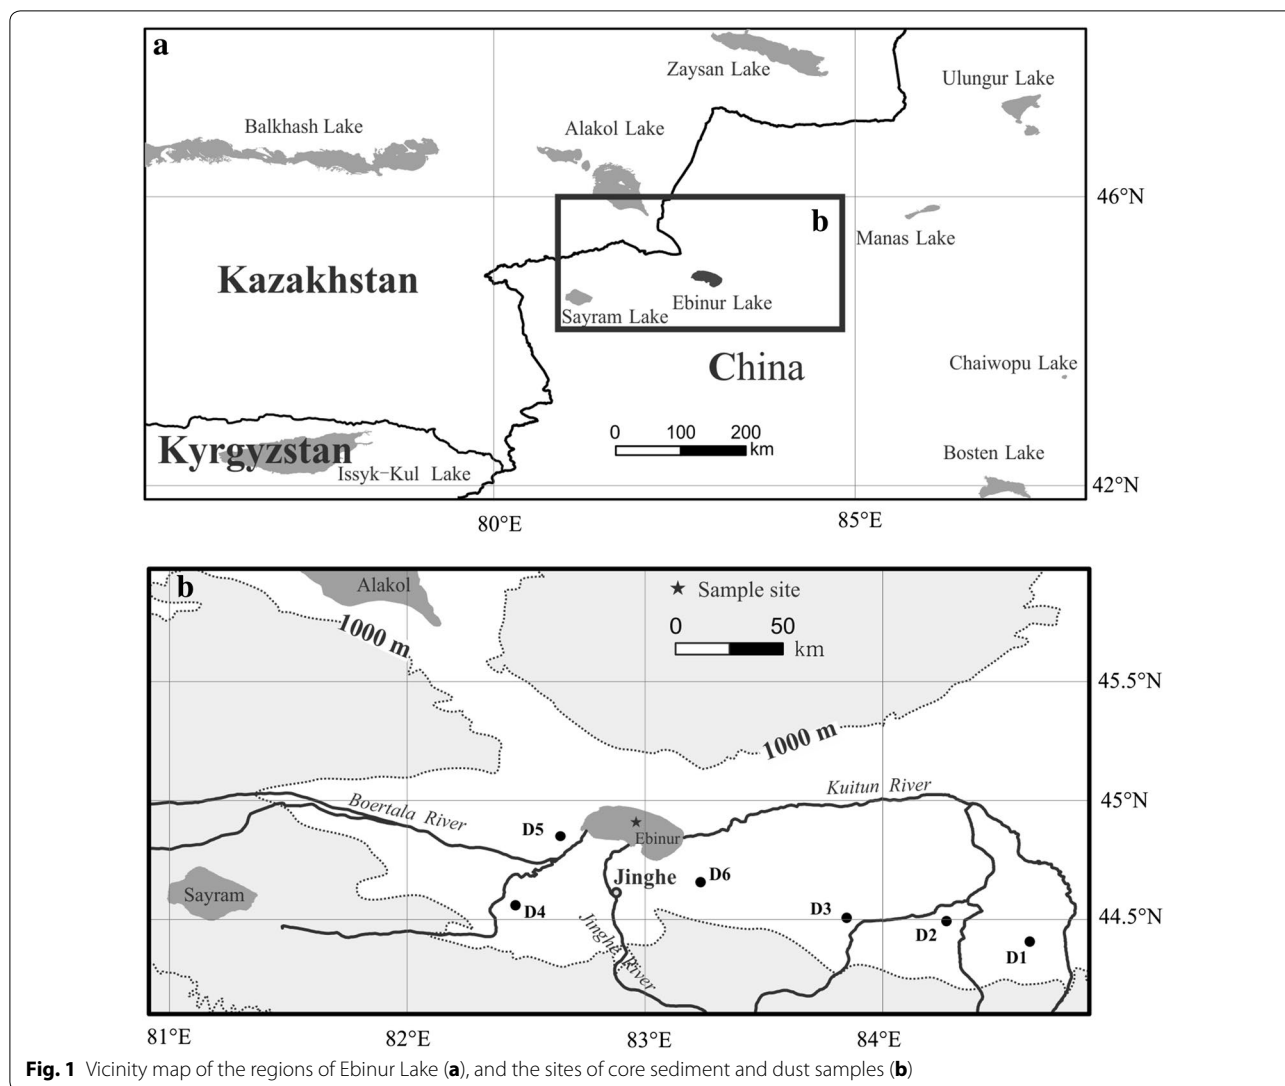 a
Zaysan Lake
Ulungur Lake
Balkhash Lake
Alakol Lake
46°N
b
Manas Lake
Kazakhstan
Ebinur Lake
Sayram Lake
China
Chaiwopu Lake
0 100 200
km
Kyrgyzstan
Issyk-Kul Lake
Bosten Lake
42°N
80°E 85°E
b
Alakol
★ Sample site
1000 m
0 50
km
45.5°N
1000 m
Kuitun River
Boertala River
45°N
D5
Ebinur
Jinghe
D6
Sayram
D4
D3
44.5°N
D2
Jinghe River
D1
81°E 82°E 83°E 84°E
Fig. 1 Vicinity map of the regions of Ebinur Lake (a), and the sites of core sediment and dust samples (b)